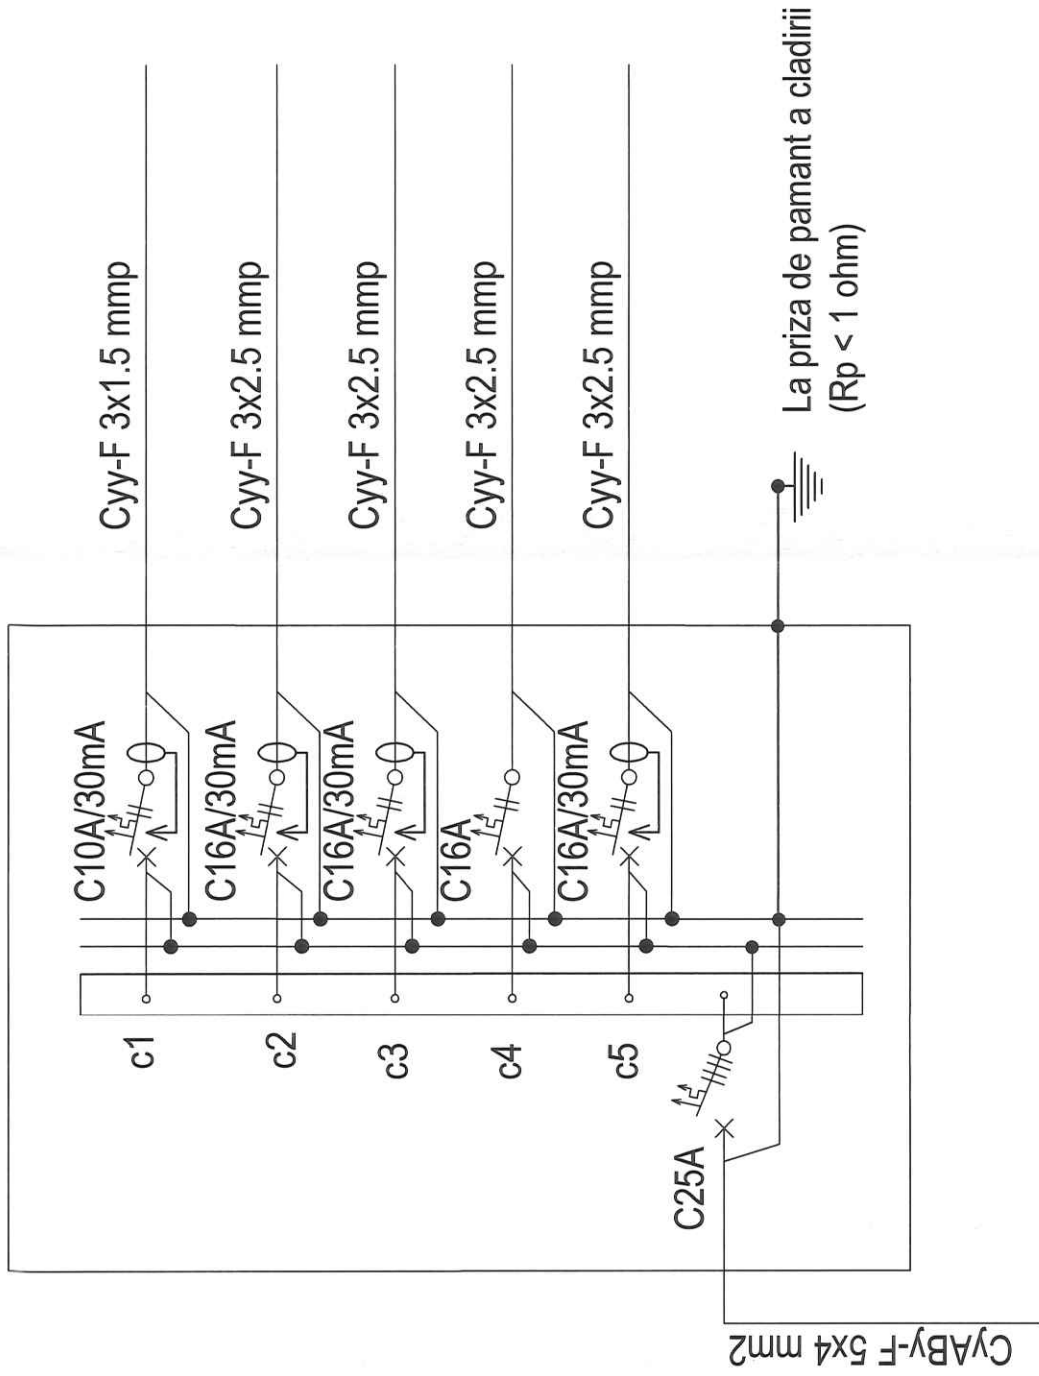 Cyy-F 3x1.5 mmp
C10A/30mA
c1
Cyy-F 3x2.5 mmp
C16A/30mA
c2
Cyy-F 3x2.5 mmp
C16A/30mA
c3
Cyy-F 3x2.5 mmp
C16A
c4
Cyy-F 3x2.5 mmp
C16A/30mA
c5
C25A
La priza de pamant a cladirii
(Rp < 1 ohm)
CyABy-F 5x4 mm2